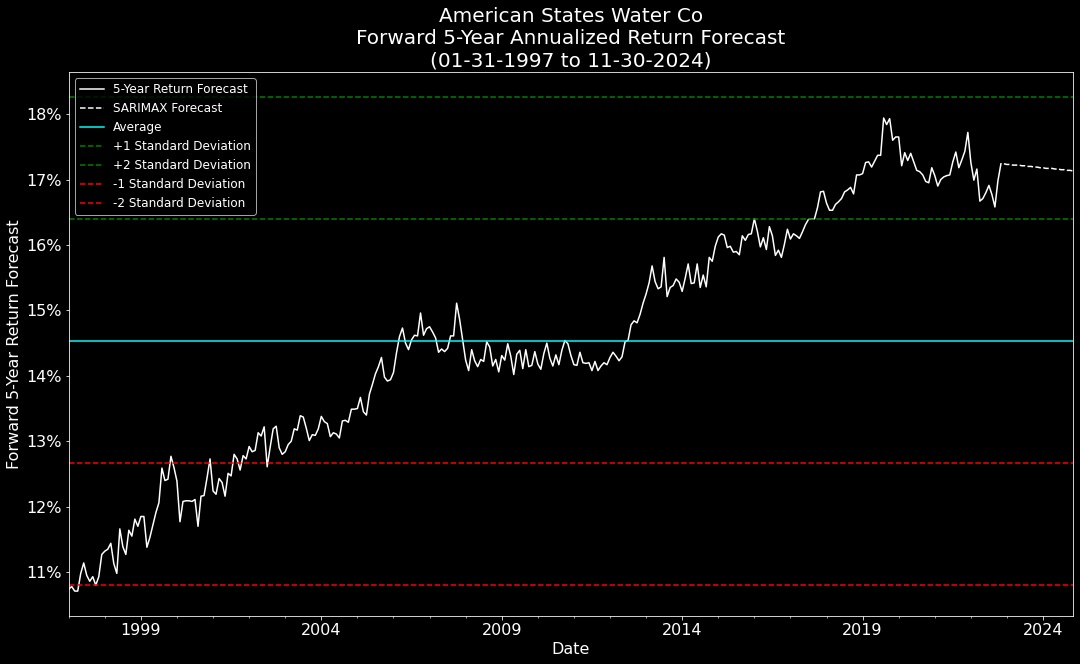 American States Water Co
Forward 5-Year Annualized Return Forecast
(01-31-1997 to 11-30-2024)
5-Year Return Forecast
SARIMAX Forecast
Average
+1 Standard Deviation
+2 Standard Deviation
-1 Standard Deviation
-2 Standard Deviation
Forward 5-Year Return Forecast
18%
17%
16%
15%
14%
13%
12%
11%
1999 2004 2009 2014 2019 2024
Date